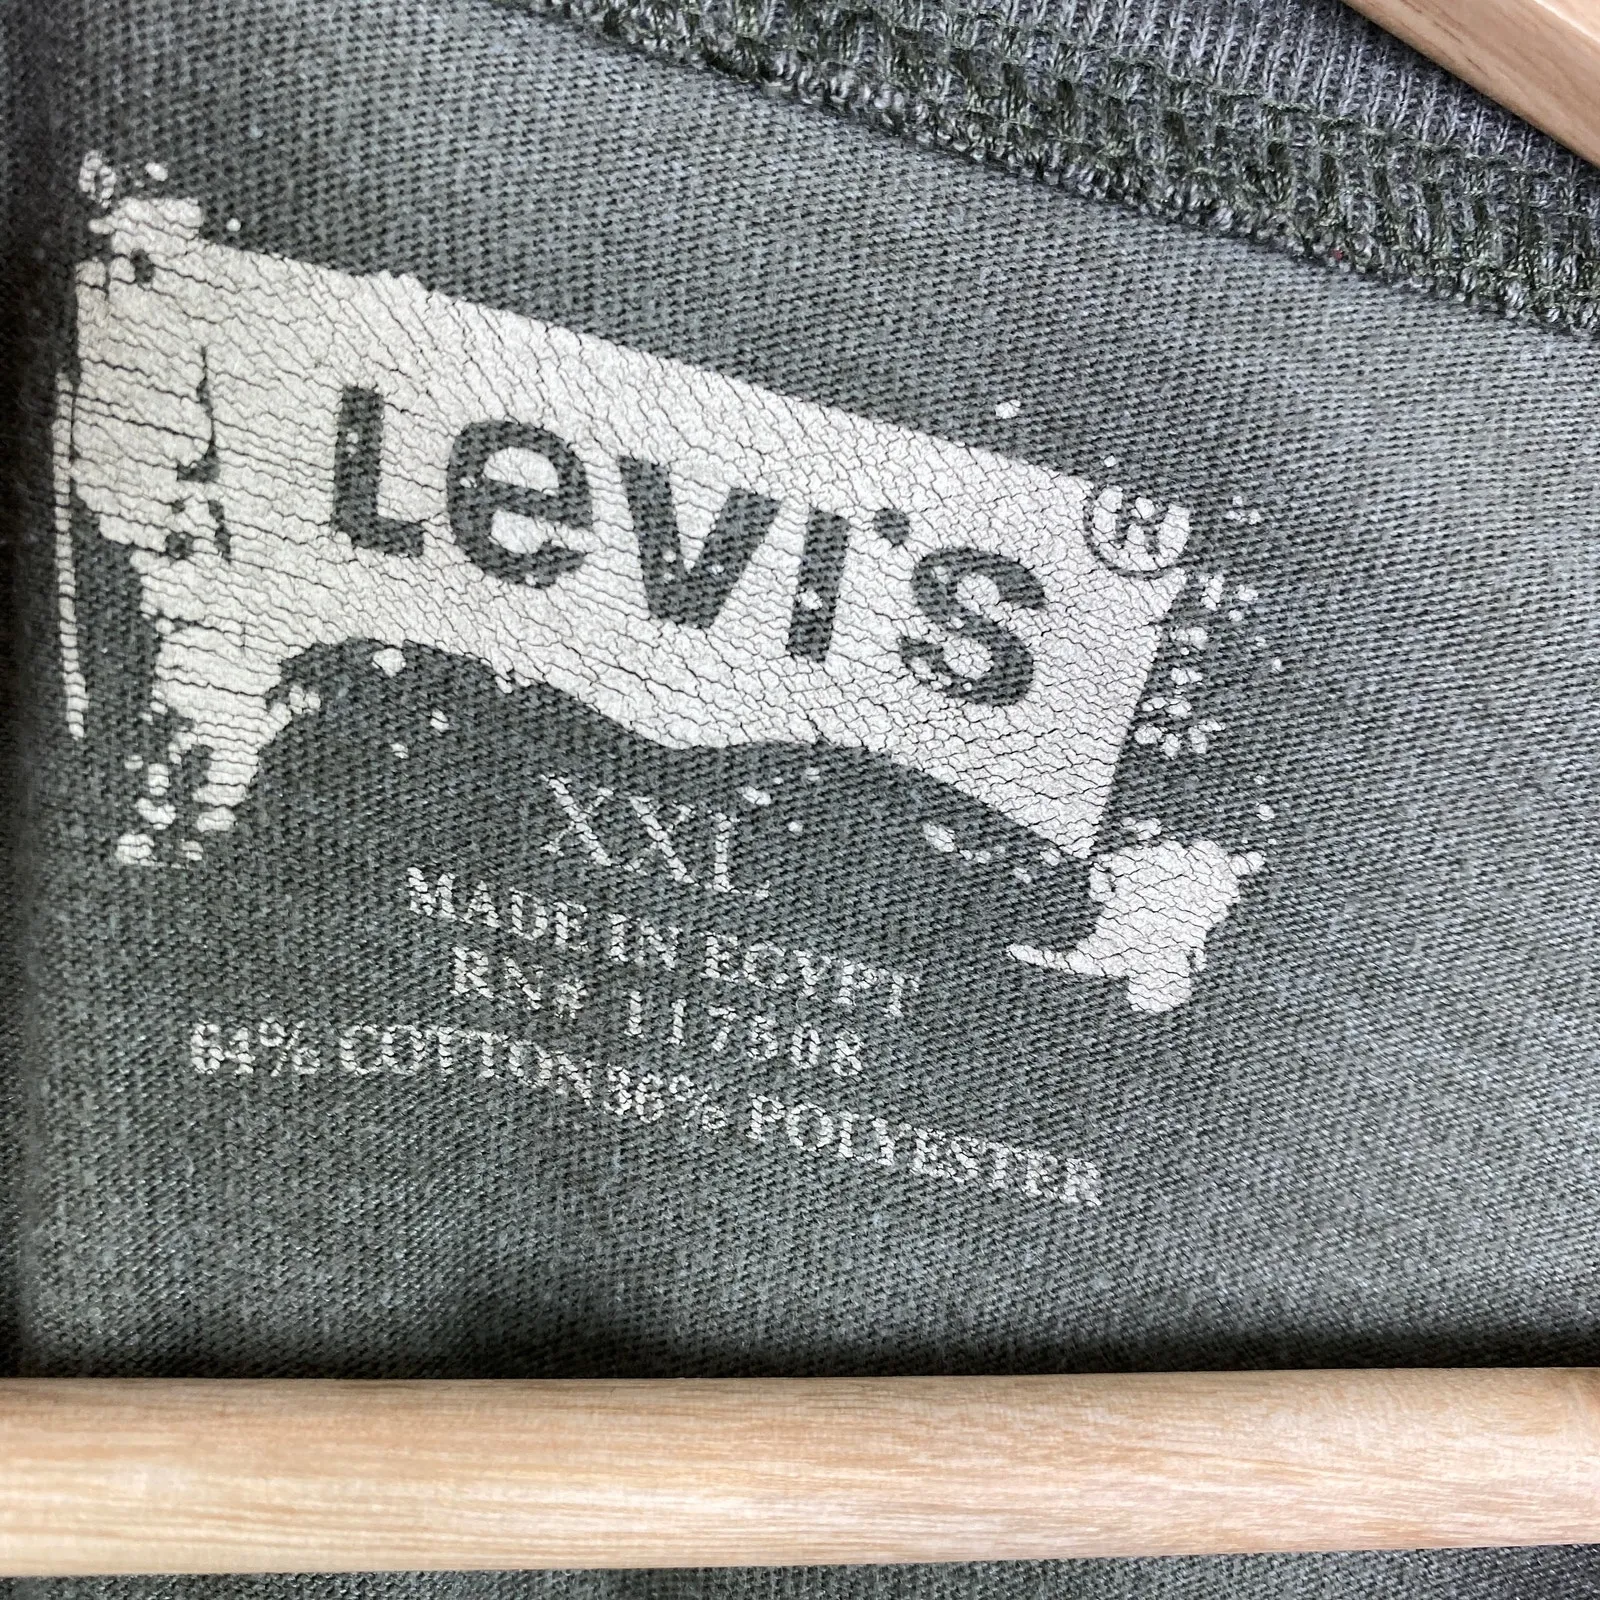 Levi's ®
XXL
MADE IN EGYPT
RN# 117508
64% COTTON 36% POLYESTER